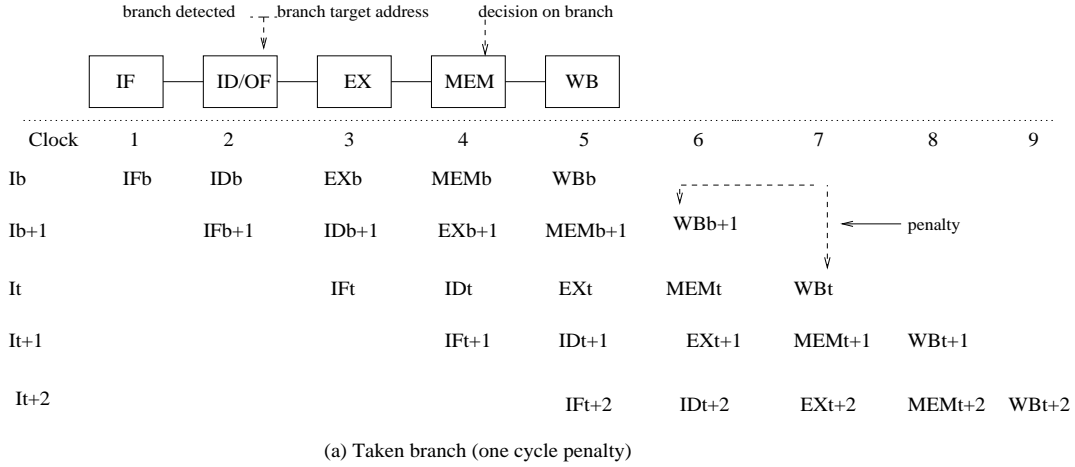 branch detected branch target address decision on branch
IF ID/OF EX MEM WB
Clock 1 2 3 4 5 6 7 8 9
Ib IFb IDb EXb MEMb WBb
Ib+1 IFb+1 IDb+1 EXb+1 MEMb+1 WBb+1 penalty
It IFt IDt EXt MEMt WBt
It+1 IFt+1 IDt+1 EXt+1 MEMt+1 WBt+1
It+2 IFt+2 IDt+2 EXt+2 MEMt+2 WBt+2
(a) Taken branch (one cycle penalty)